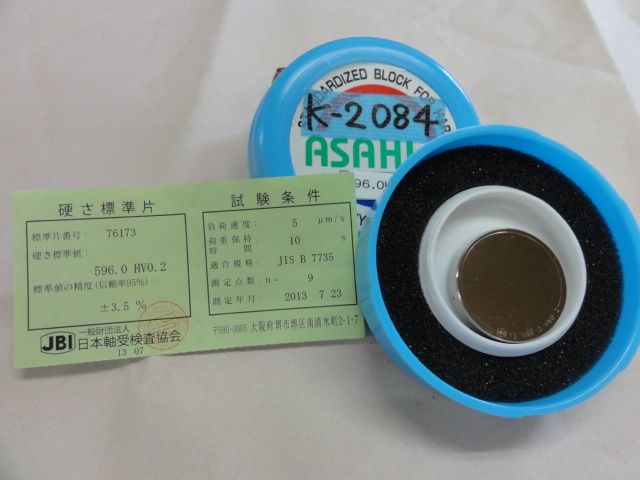 STANDARDIZED BLOCK FOR HAR
K-2084
ASAHI
96.0
硬さ標準片
標準片番号: 76173
硬さ標準値:
596.0 HV0.2
標準値の精度(信頼率95%):
±3.5 %
JBI 一般財団法人
日本軸受検査協会
13.07
試験条件
負荷速度: 5 μm/s
荷重保持時間: 10 s
適合規格: JIS B 7735
測定点数: n= 9
測定年月: 2013 7 23
〒590-0005 大阪府堺市堺区南清水町2-1-7